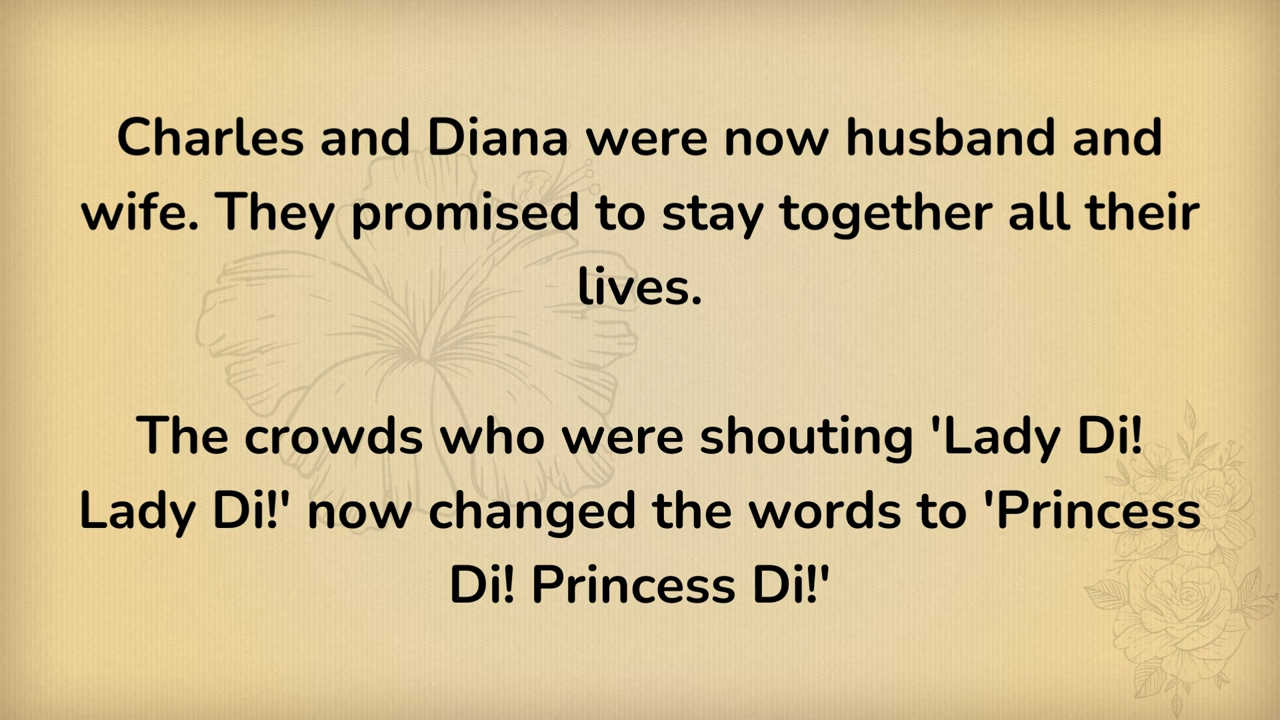 Charles and Diana were now husband and
wife. They promised to stay together all their
lives.
The crowds who were shouting 'Lady Di!
Lady Di!' now changed the words to 'Princess
Di! Princess Di!'